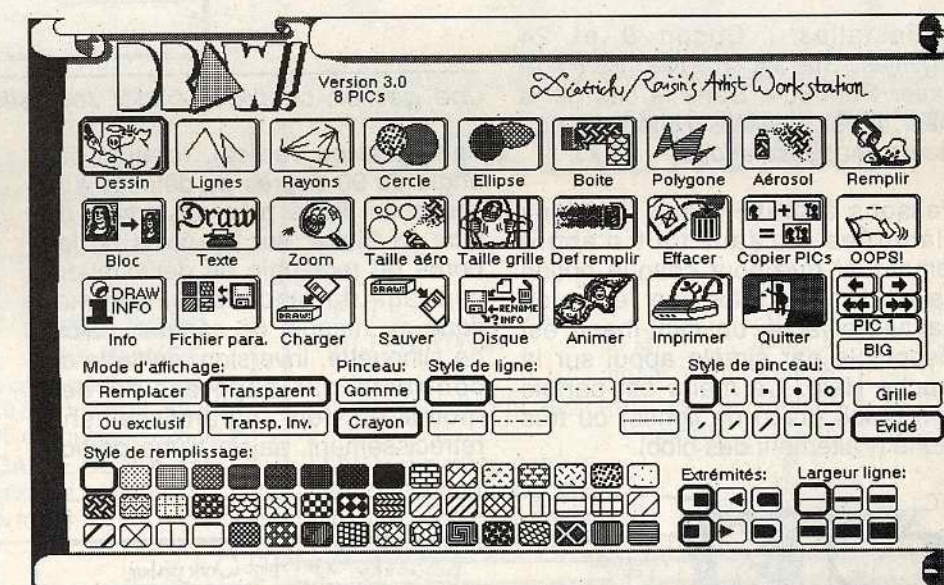 DRAW!
Version 3.0
8 PICs
Dietrich/Raisin's Artist Workstation
Dessin Lignes Rayons Cercle Ellipse Boite Polygone Aérosol Remplir
Draw
Bloc Texte Zoom Taille aéro Taille grille Def remplir Effacer Copier PICs OOPS!
DRAW INFO
DRAW!
DRAW!
RENAME
? INFO
Info Fichier para. Charger Sauver Disque Animer Imprimer Quitter
PIC 1
BIG
Mode d'affichage: Pinceau: Style de ligne: Style de pinceau:
Remplacer Transparent Gomme Grille
Ou exclusif Transp. Inv. Crayon Evidé
Style de remplissage:
Extrémités: Largeur ligne: